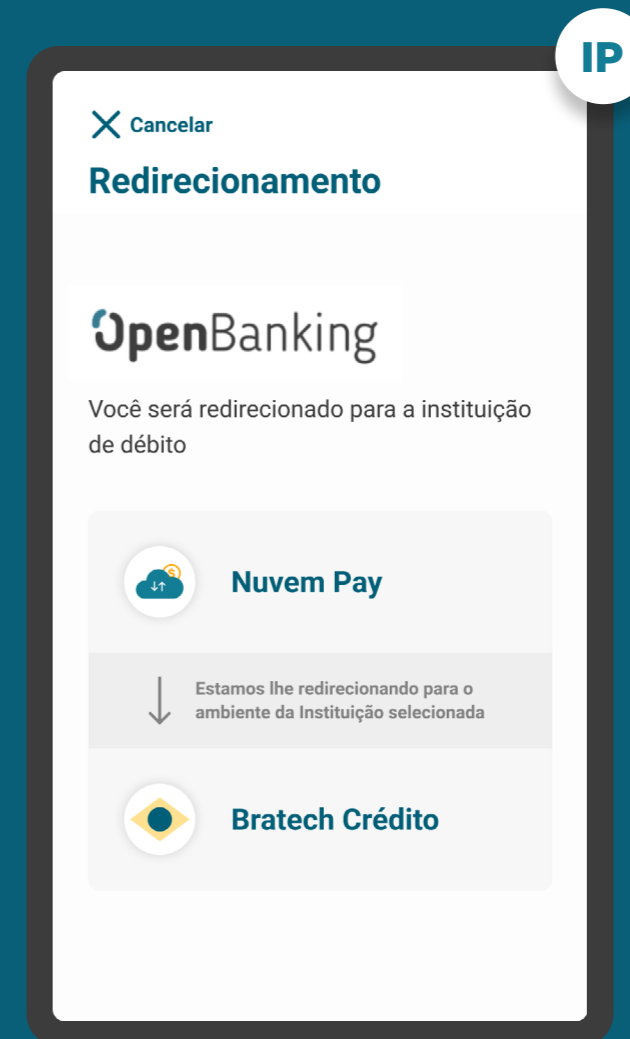 IP
Cancelar
Redirecionamento
OpenBanking
Você será redirecionado para a instituição
de débito
$
Nuvem Pay
Estamos lhe redirecionando para o
ambiente da Instituição selecionada
Bratech Crédito